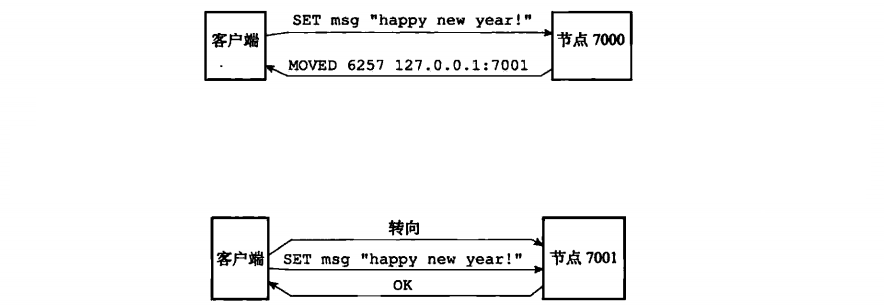 SET msg "happy new year!"
客户端
节点 7000
MOVED 6257 127.0.0.1:7001
转向
客户端
SET msg "happy new year!"
节点 7001
OK